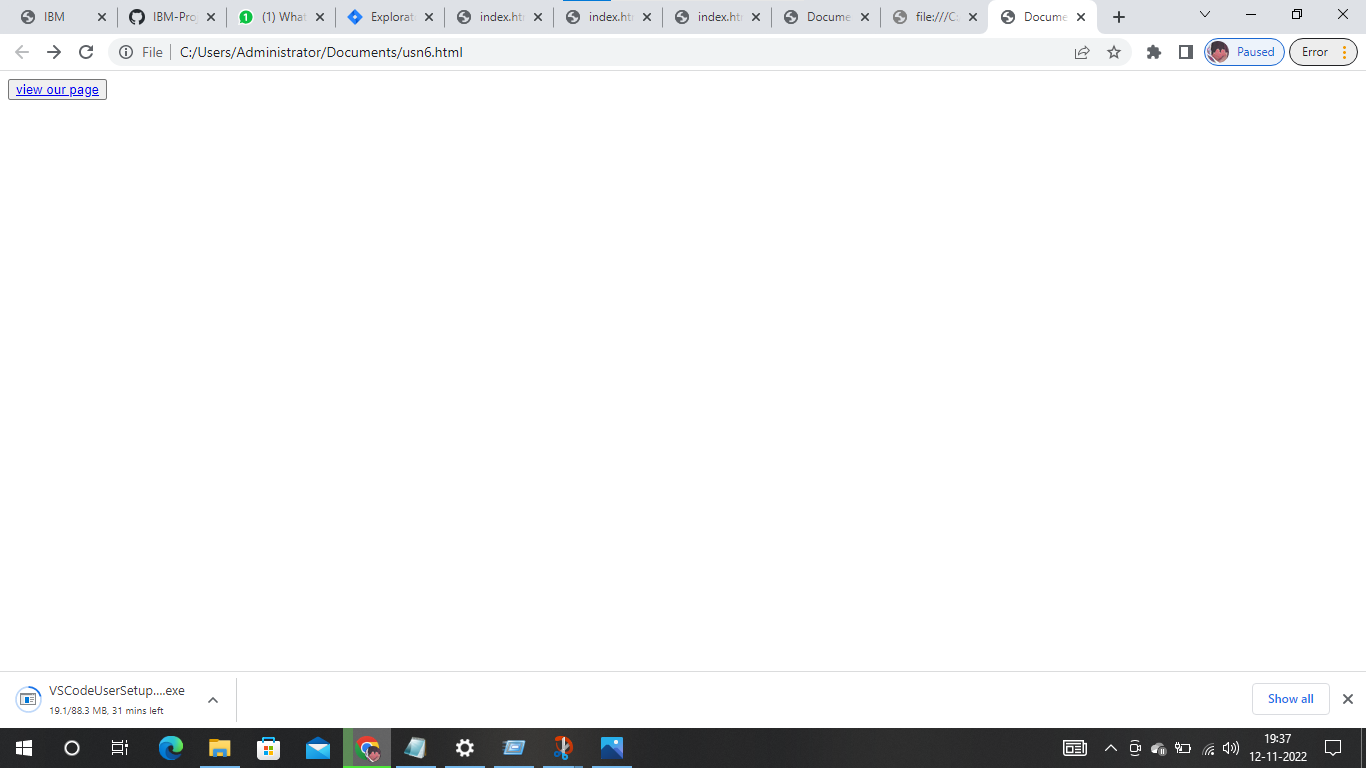 IBM
IBM-Proj
(1) What
Explorat
index.ht
index.ht
index.ht
Docume
file:///C:
Docume
File
C:/Users/Administrator/Documents/usn6.html
Paused
Error
view our page
VSCodeUserSetup....exe
19.1/88.3 MB, 31 mins left
Show all
19:37
12-11-2022